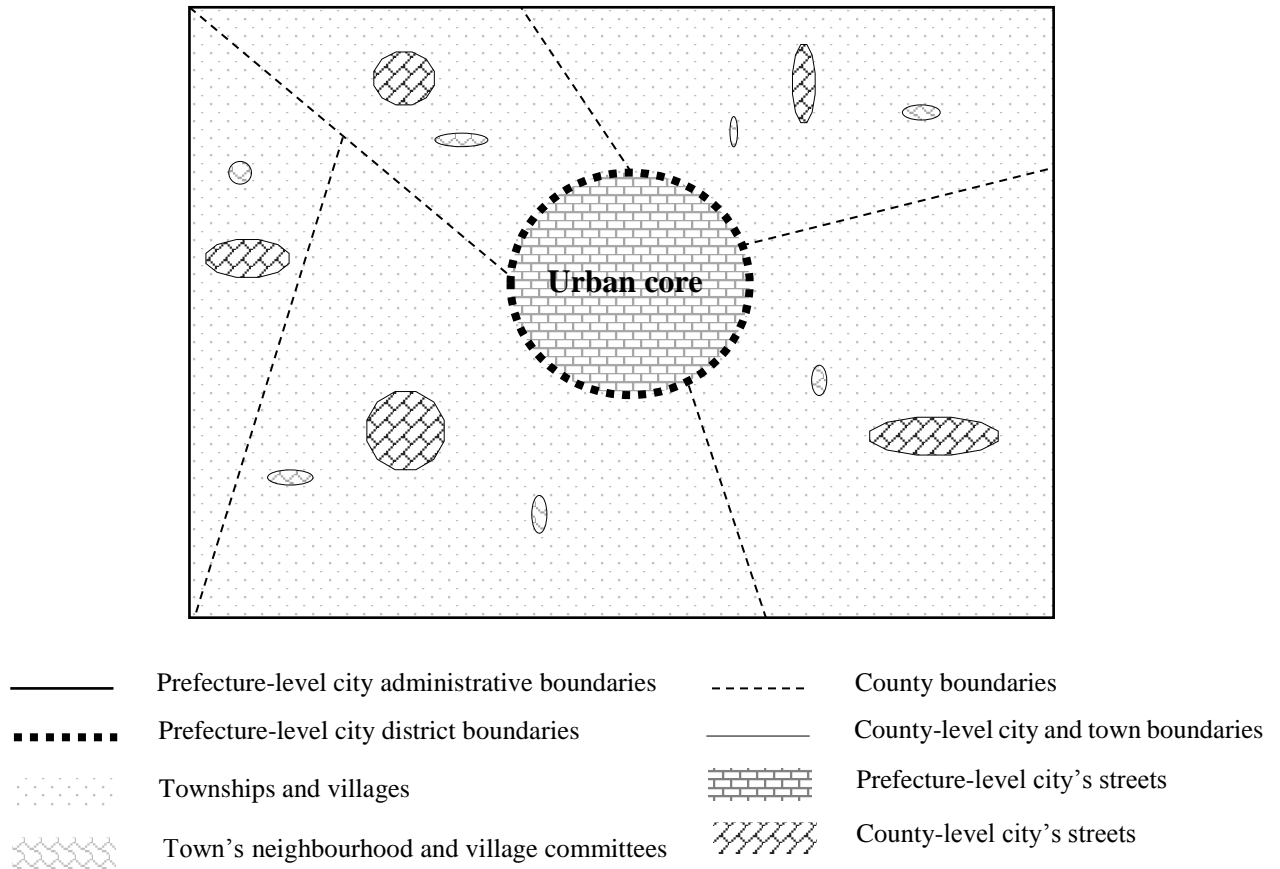 Urban core
Prefecture-level city administrative boundaries
County boundaries
Prefecture-level city district boundaries
County-level city and town boundaries
Townships and villages
Prefecture-level city’s streets
Town’s neighbourhood and village committees
County-level city’s streets